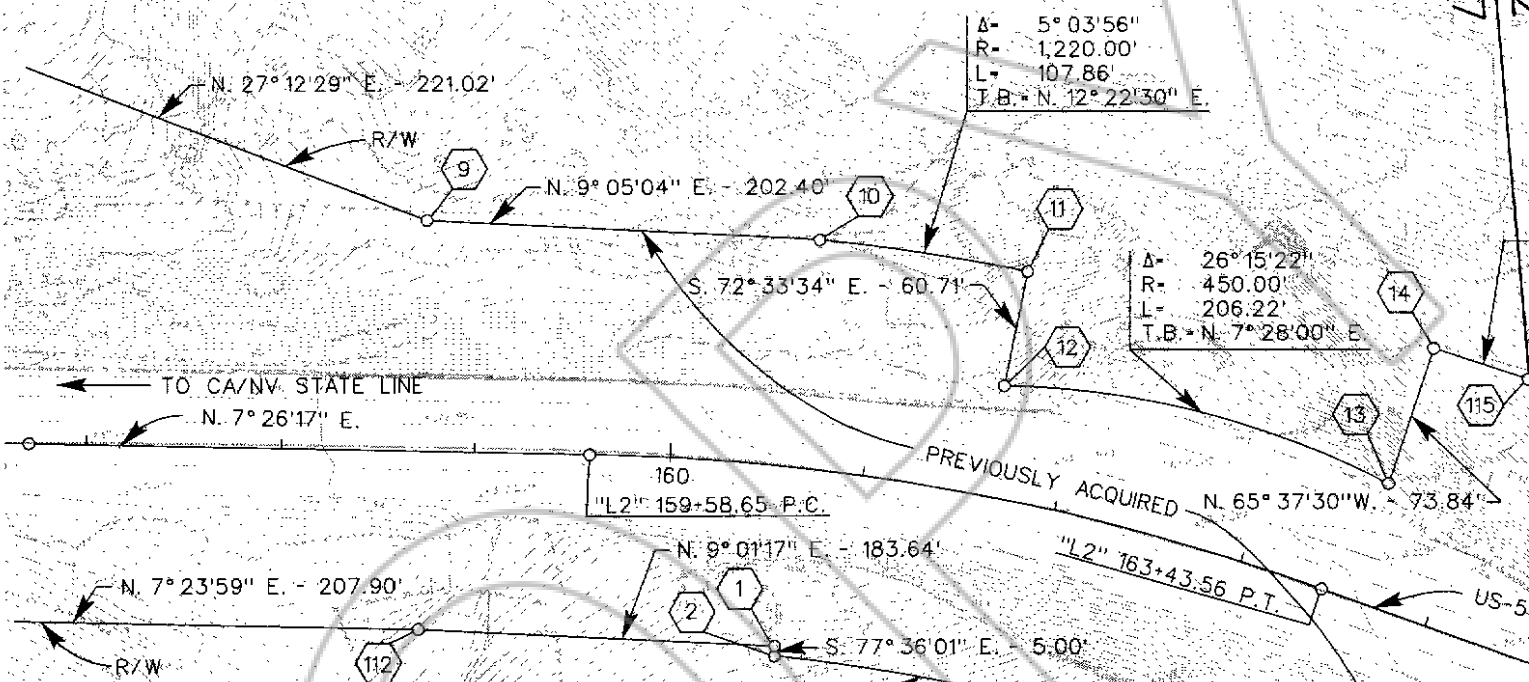 Δ= 5° 03'56"
R= 1,220.00'
L= 107.86'
T.B.= N. 12° 22'30" E.
N. 27° 12'29" E. - 221.02'
R/W
9
N. 9° 05'04" E. - 202.40'
10
11
S. 72° 33'34" E. - 60.71'
Δ= 26° 15'22"
R= 450.00'
L= 206.22'
T.B.= N. 7° 28'00" E.
14
12
TO CA/NV STATE LINE
N. 7° 26'17" E.
13
115
160
"L2" 159+58.65 P.C.
PREVIOUSLY ACQUIRED
N. 65° 37'30" W. - 73.84'
N. 9° 01'17" E. - 183.64'
"L2" 163+43.56 P.T.
US-5
N. 7° 23'59" E. - 207.90'
1
2
S. 77° 36'01" E. - 5.00'
R/W
112